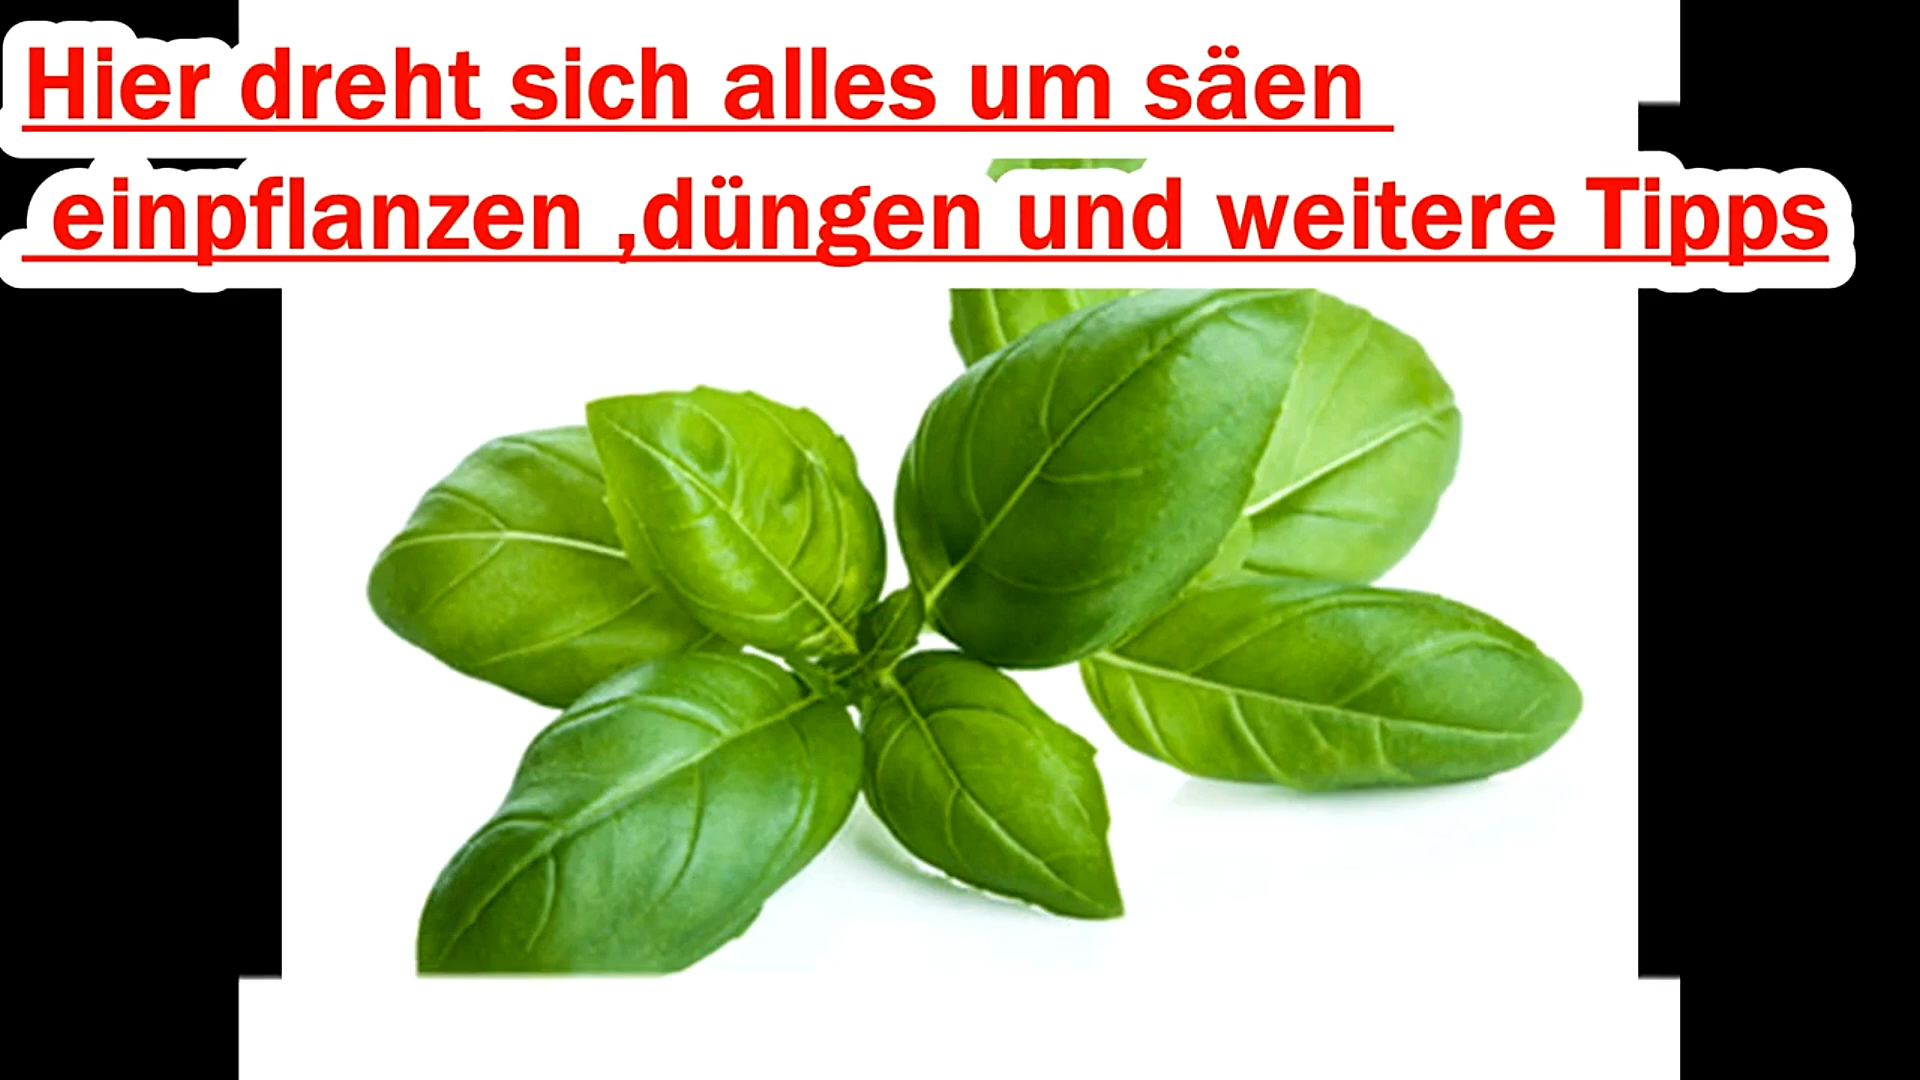 Hier dreht sich alles um säen
einpflanzen ,düngen und weitere Tipps